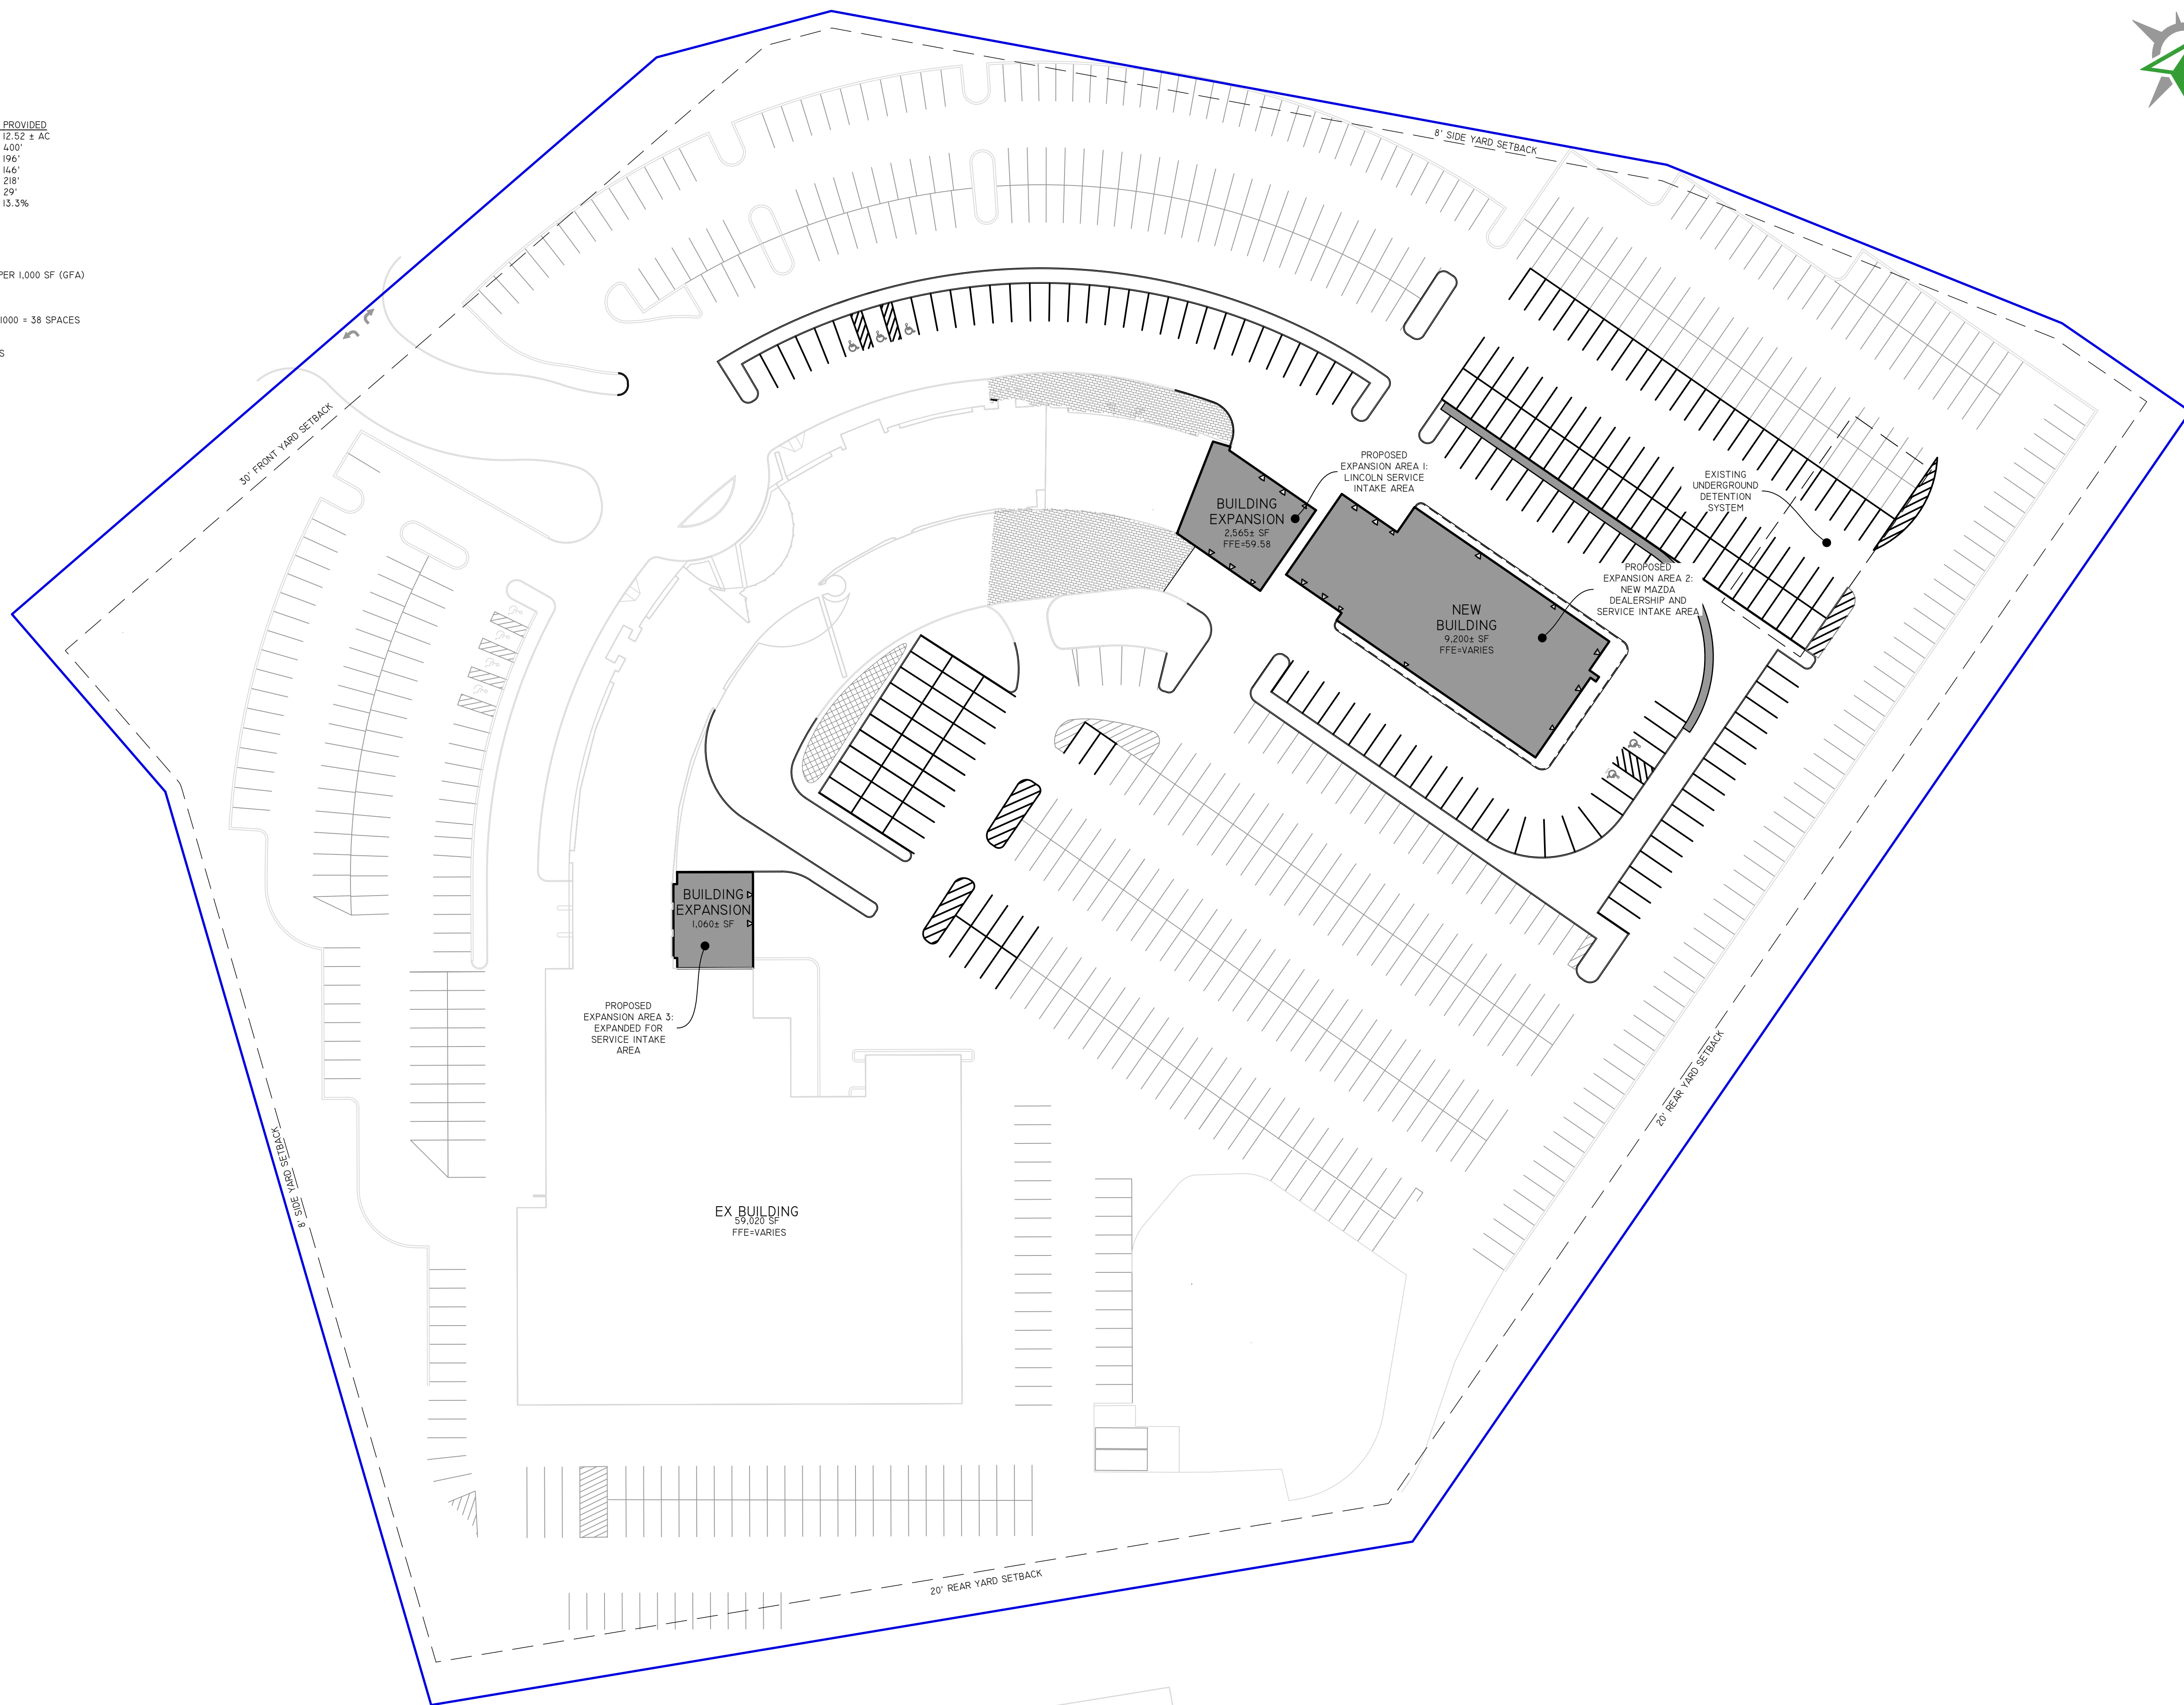 PROVIDED
12.52 ± AC
400'
196'
146'
218'
29'
13.3%
PER 1,000 SF (GFA)
1000 = 38 SPACES
S
8' SIDE YARD SETBACK
30' FRONT YARD SETBACK
PROPOSED
EXPANSION AREA 1:
LINCOLN SERVICE
INTAKE AREA
BUILDING
EXPANSION
2,565± SF
FFE=59.58
EXISTING
UNDERGROUND
DETENTION
SYSTEM
PROPOSED
EXPANSION AREA 2:
NEW MAZDA
DEALERSHIP AND
SERVICE INTAKE AREA
NEW
BUILDING
9,200± SF
FFE=VARIES
BUILDING
EXPANSION
1,060± SF
PROPOSED
EXPANSION AREA 3:
EXPANDED FOR
SERVICE INTAKE
AREA
20' REAR YARD SETBACK
8' SIDE YARD SETBACK
EX BUILDING
59,020 SF
FFE=VARIES
20' REAR YARD SETBACK